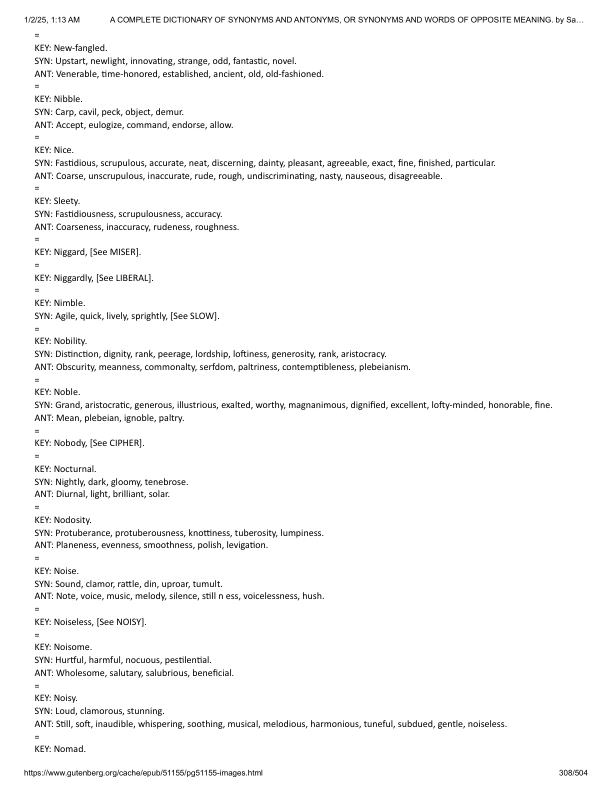 1/2/25, 1:13 AM A COMPLETE DICTIONARY OF SYNONYMS AND ANTONYMS, OR SYNONYMS AND WORDS OF OPPOSITE MEANING. by Sa…
=
KEY: New-fangled.
SYN: Upstart, newlight, innovating, strange, odd, fantastic, novel.
ANT: Venerable, time-honored, established, ancient, old, old-fashioned.
=
KEY: Nibble.
SYN: Carp, cavil, peck, object, demur.
ANT: Accept, eulogize, command, endorse, allow.
=
KEY: Nice.
SYN: Fastidious, scrupulous, accurate, neat, discerning, dainty, pleasant, agreeable, exact, fine, finished, particular.
ANT: Coarse, unscrupulous, inaccurate, rude, rough, undiscriminating, nasty, nauseous, disagreeable.
=
KEY: Sleety.
SYN: Fastidiousness, scrupulousness, accuracy.
ANT: Coarseness, inaccuracy, rudeness, roughness.
=
KEY: Niggard, [See MISER].
=
KEY: Niggardly, [See LIBERAL].
=
KEY: Nimble.
SYN: Agile, quick, lively, sprightly, [See SLOW].
=
KEY: Nobility.
SYN: Distinction, dignity, rank, peerage, lordship, loftiness, generosity, rank, aristocracy.
ANT: Obscurity, meanness, commonalty, serfdom, paltriness, contemptibleness, plebeianism.
=
KEY: Noble.
SYN: Grand, aristocratic, generous, illustrious, exalted, worthy, magnanimous, dignified, excellent, lofty-minded, honorable, fine.
ANT: Mean, plebeian, ignoble, paltry.
=
KEY: Nobody, [See CIPHER].
=
KEY: Nocturnal.
SYN: Nightly, dark, gloomy, tenebrose.
ANT: Diurnal, light, brilliant, solar.
=
KEY: Nodosity.
SYN: Protuberance, protuberousness, knottiness, tuberosity, lumpiness.
ANT: Planeness, evenness, smoothness, polish, levigation.
=
KEY: Noise.
SYN: Sound, clamor, rattle, din, uproar, tumult.
ANT: Note, voice, music, melody, silence, still n ess, voicelessness, hush.
=
KEY: Noiseless, [See NOISY].
=
KEY: Noisome.
SYN: Hurtful, harmful, nocuous, pestilential.
ANT: Wholesome, salutary, salubrious, beneficial.
=
KEY: Noisy.
SYN: Loud, clamorous, stunning.
ANT: Still, soft, inaudible, whispering, soothing, musical, melodious, harmonious, tuneful, subdued, gentle, noiseless.
=
KEY: Nomad.
https://www.gutenberg.org/cache/epub/51155/pg51155-images.html 308/504